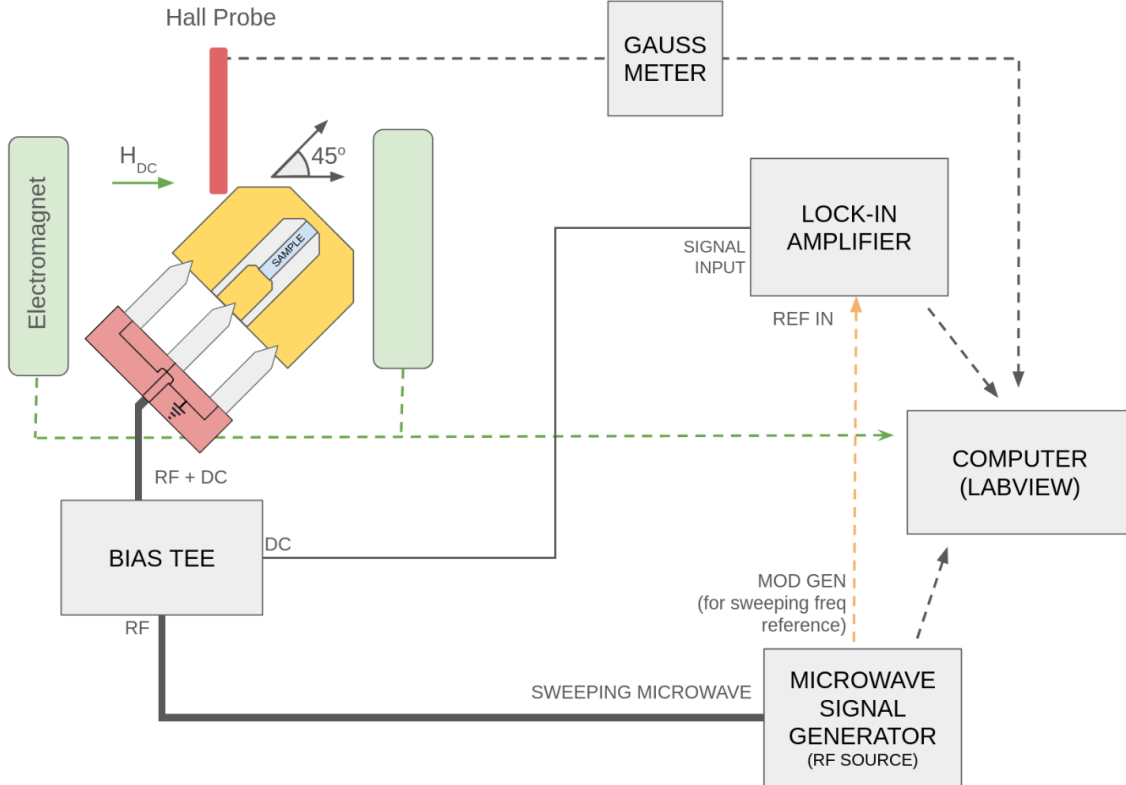 Hall Probe
GAUSS
METER
H DC
45o
Electromagnet
SAMPLE
LOCK-IN
AMPLIFIER
SIGNAL
INPUT
REF IN
COMPUTER
(LABVIEW)
RF + DC
BIAS TEE
DC
RF
MOD GEN
(for sweeping freq
reference)
SWEEPING MICROWAVE
MICROWAVE
SIGNAL
GENERATOR
(RF SOURCE)